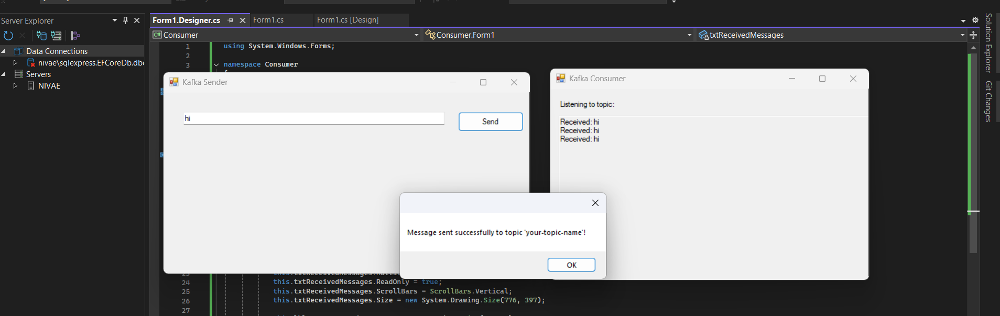 Server Explorer
Data Connections
nivae\sqlexpress.EFCoreDb.dbc
Servers
NIVAE
Form1.Designer.cs
Form1.cs
Form1.cs [Design]
C# Consumer
Consumer.Form1
txtReceivedMessages
1 using System.Windows.Forms;
2
3 namespace Consumer
Kafka Sender
hi
Send
Kafka Consumer
Listening to topic:
Received: hi
Received: hi
Received: hi
Message sent successfully to topic 'your-topic-name'!
OK
24 this.txtReceivedMessages.ReadOnly = true;
25 this.txtReceivedMessages.ScrollBars = ScrollBars.Vertical;
26 this.txtReceivedMessages.Size = new System.Drawing.Size(776, 397);
27
Solution Explorer
Git Changes